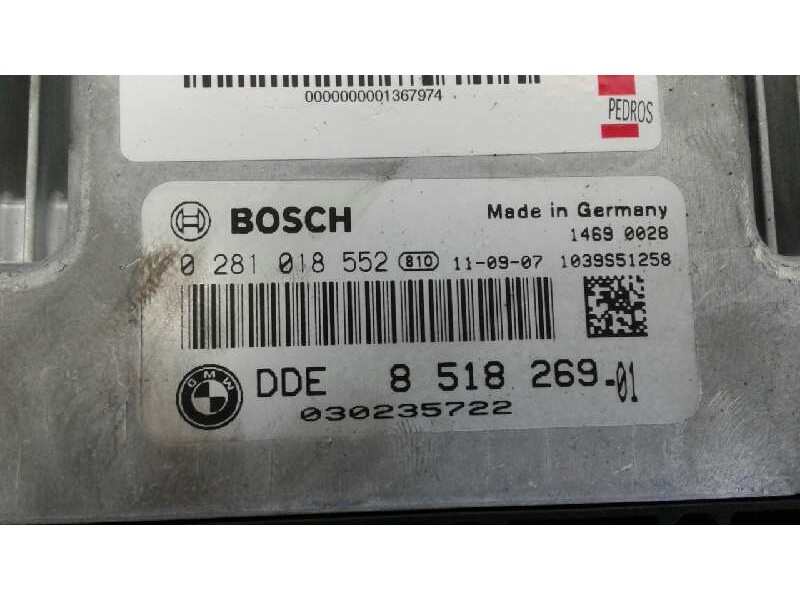 0000000001367974
PEDROS
BOSCH
Made in Germany
1469 0028
0 281 018 552 810 11-09-07 1039S51258
BMW
DDE 8 518 269-01
030235722